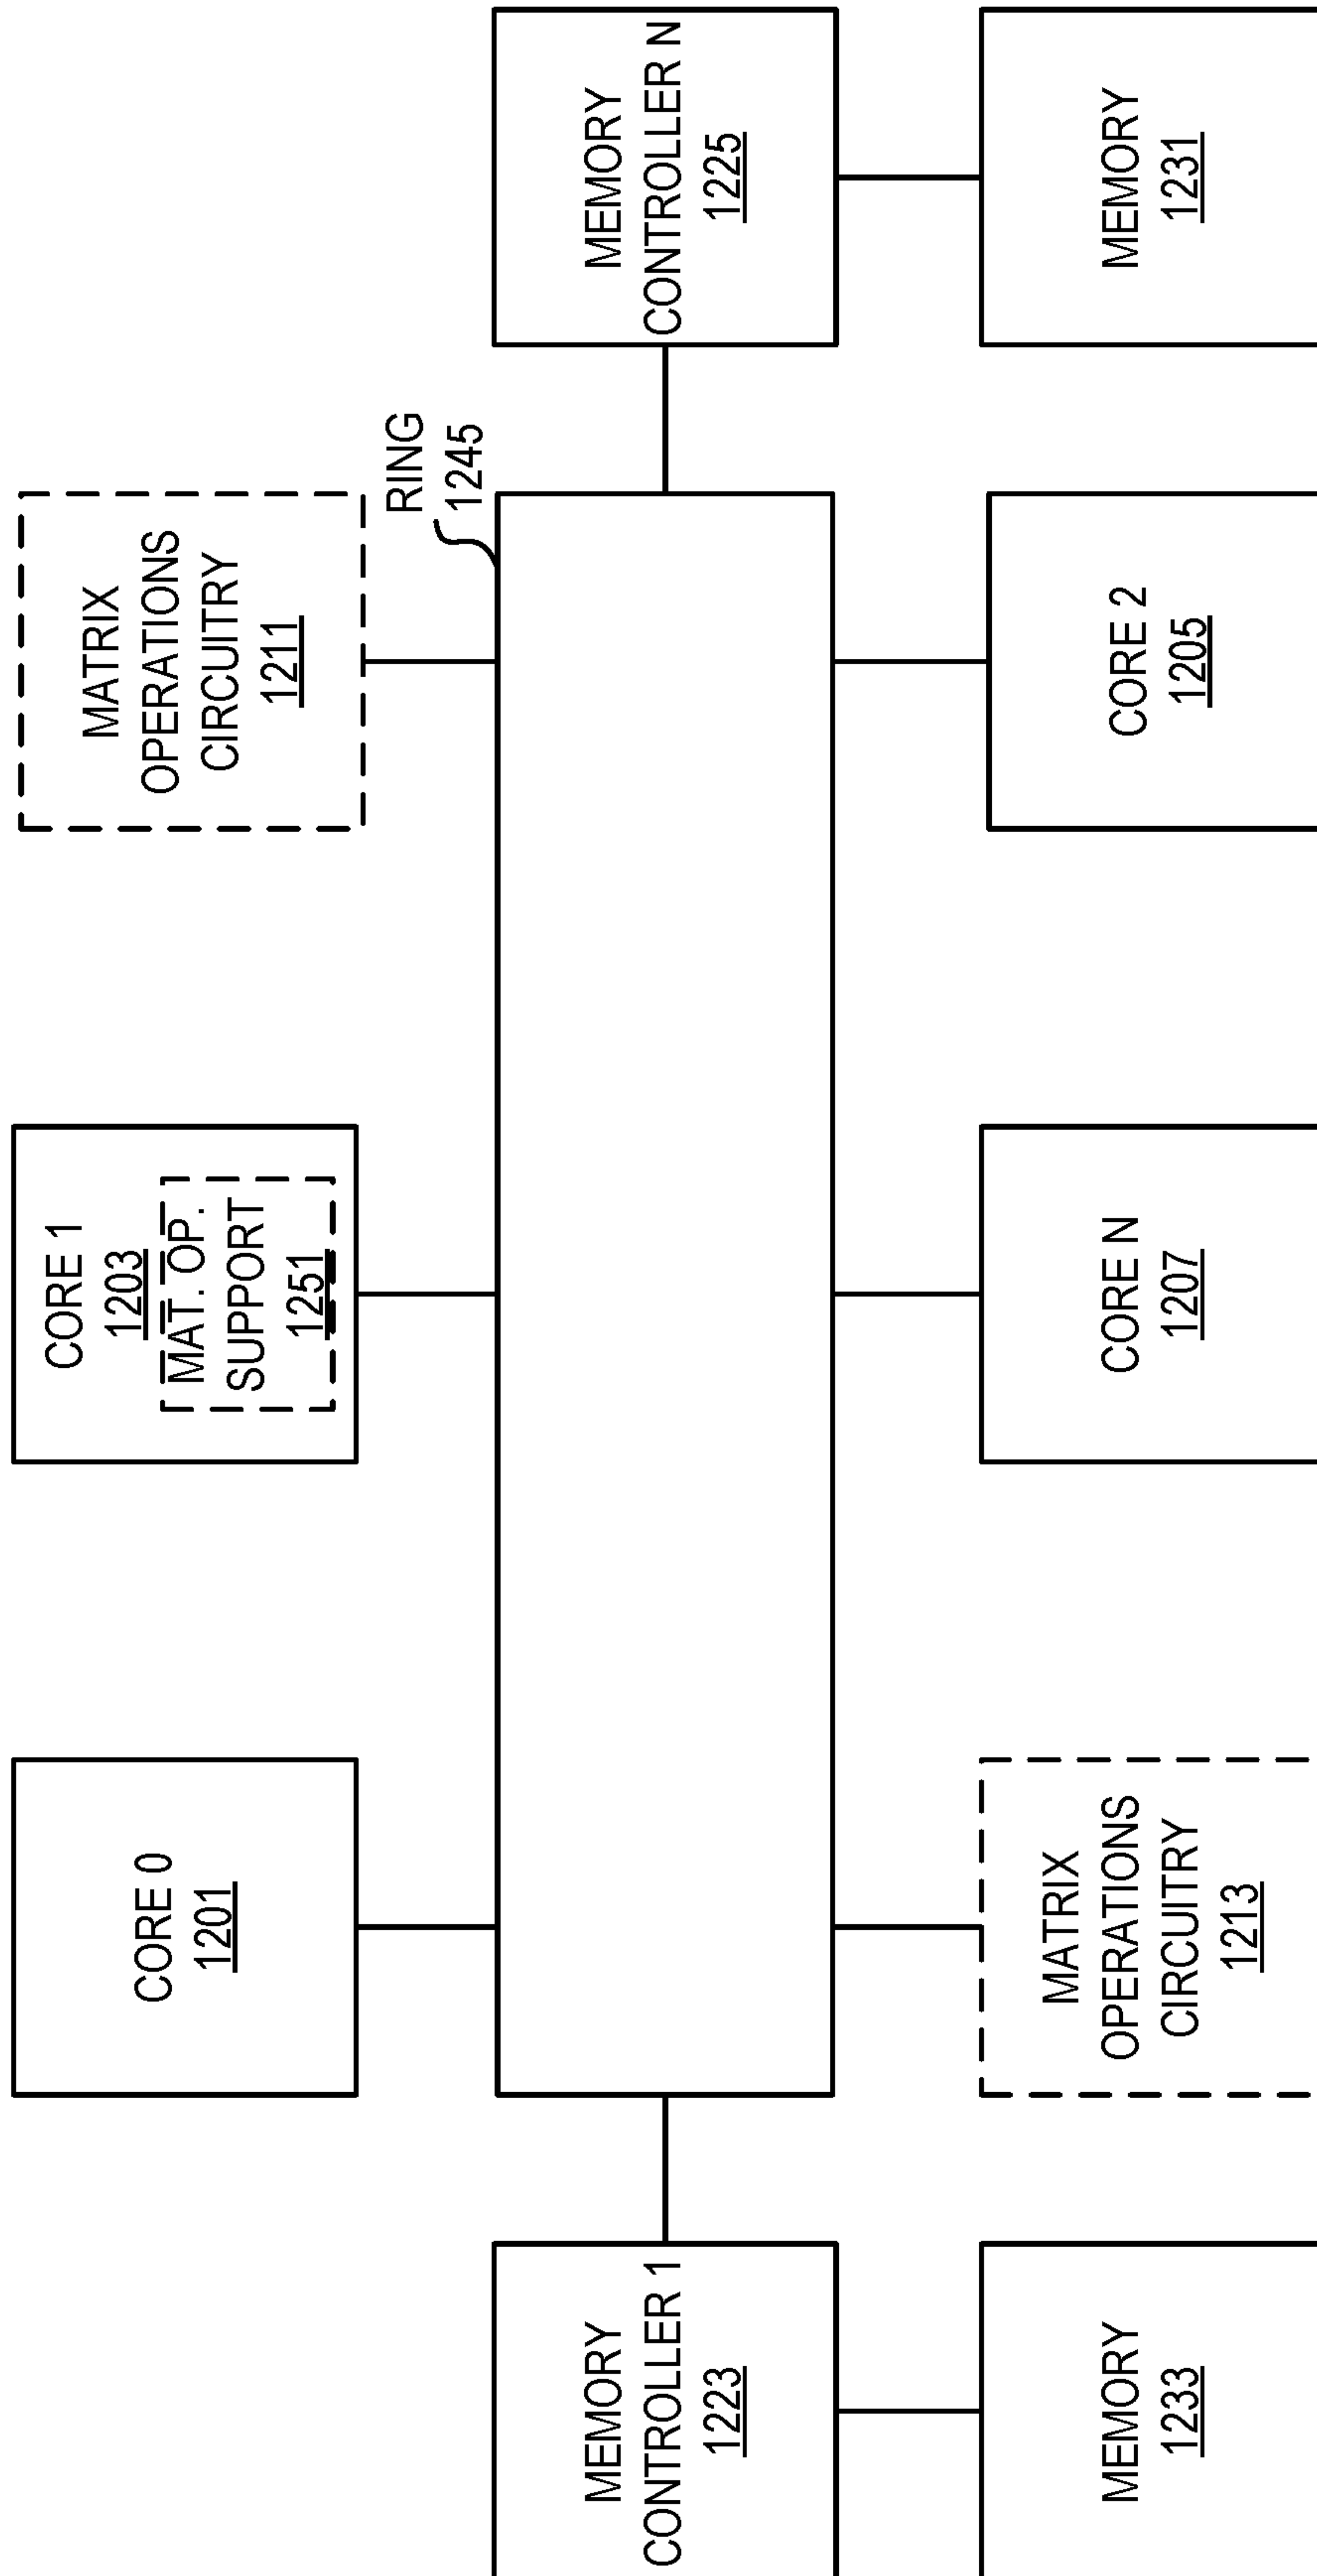 CORE 0
1201
CORE 1
1203
MAT. OP.
SUPPORT
1251
MATRIX
OPERATIONS
CIRCUITRY
1211
RING
1245
MEMORY
CONTROLLER 1
1223
MEMORY
CONTROLLER N
1225
MEMORY
1233
MATRIX
OPERATIONS
CIRCUITRY
1213
CORE N
1207
CORE 2
1205
MEMORY
1231